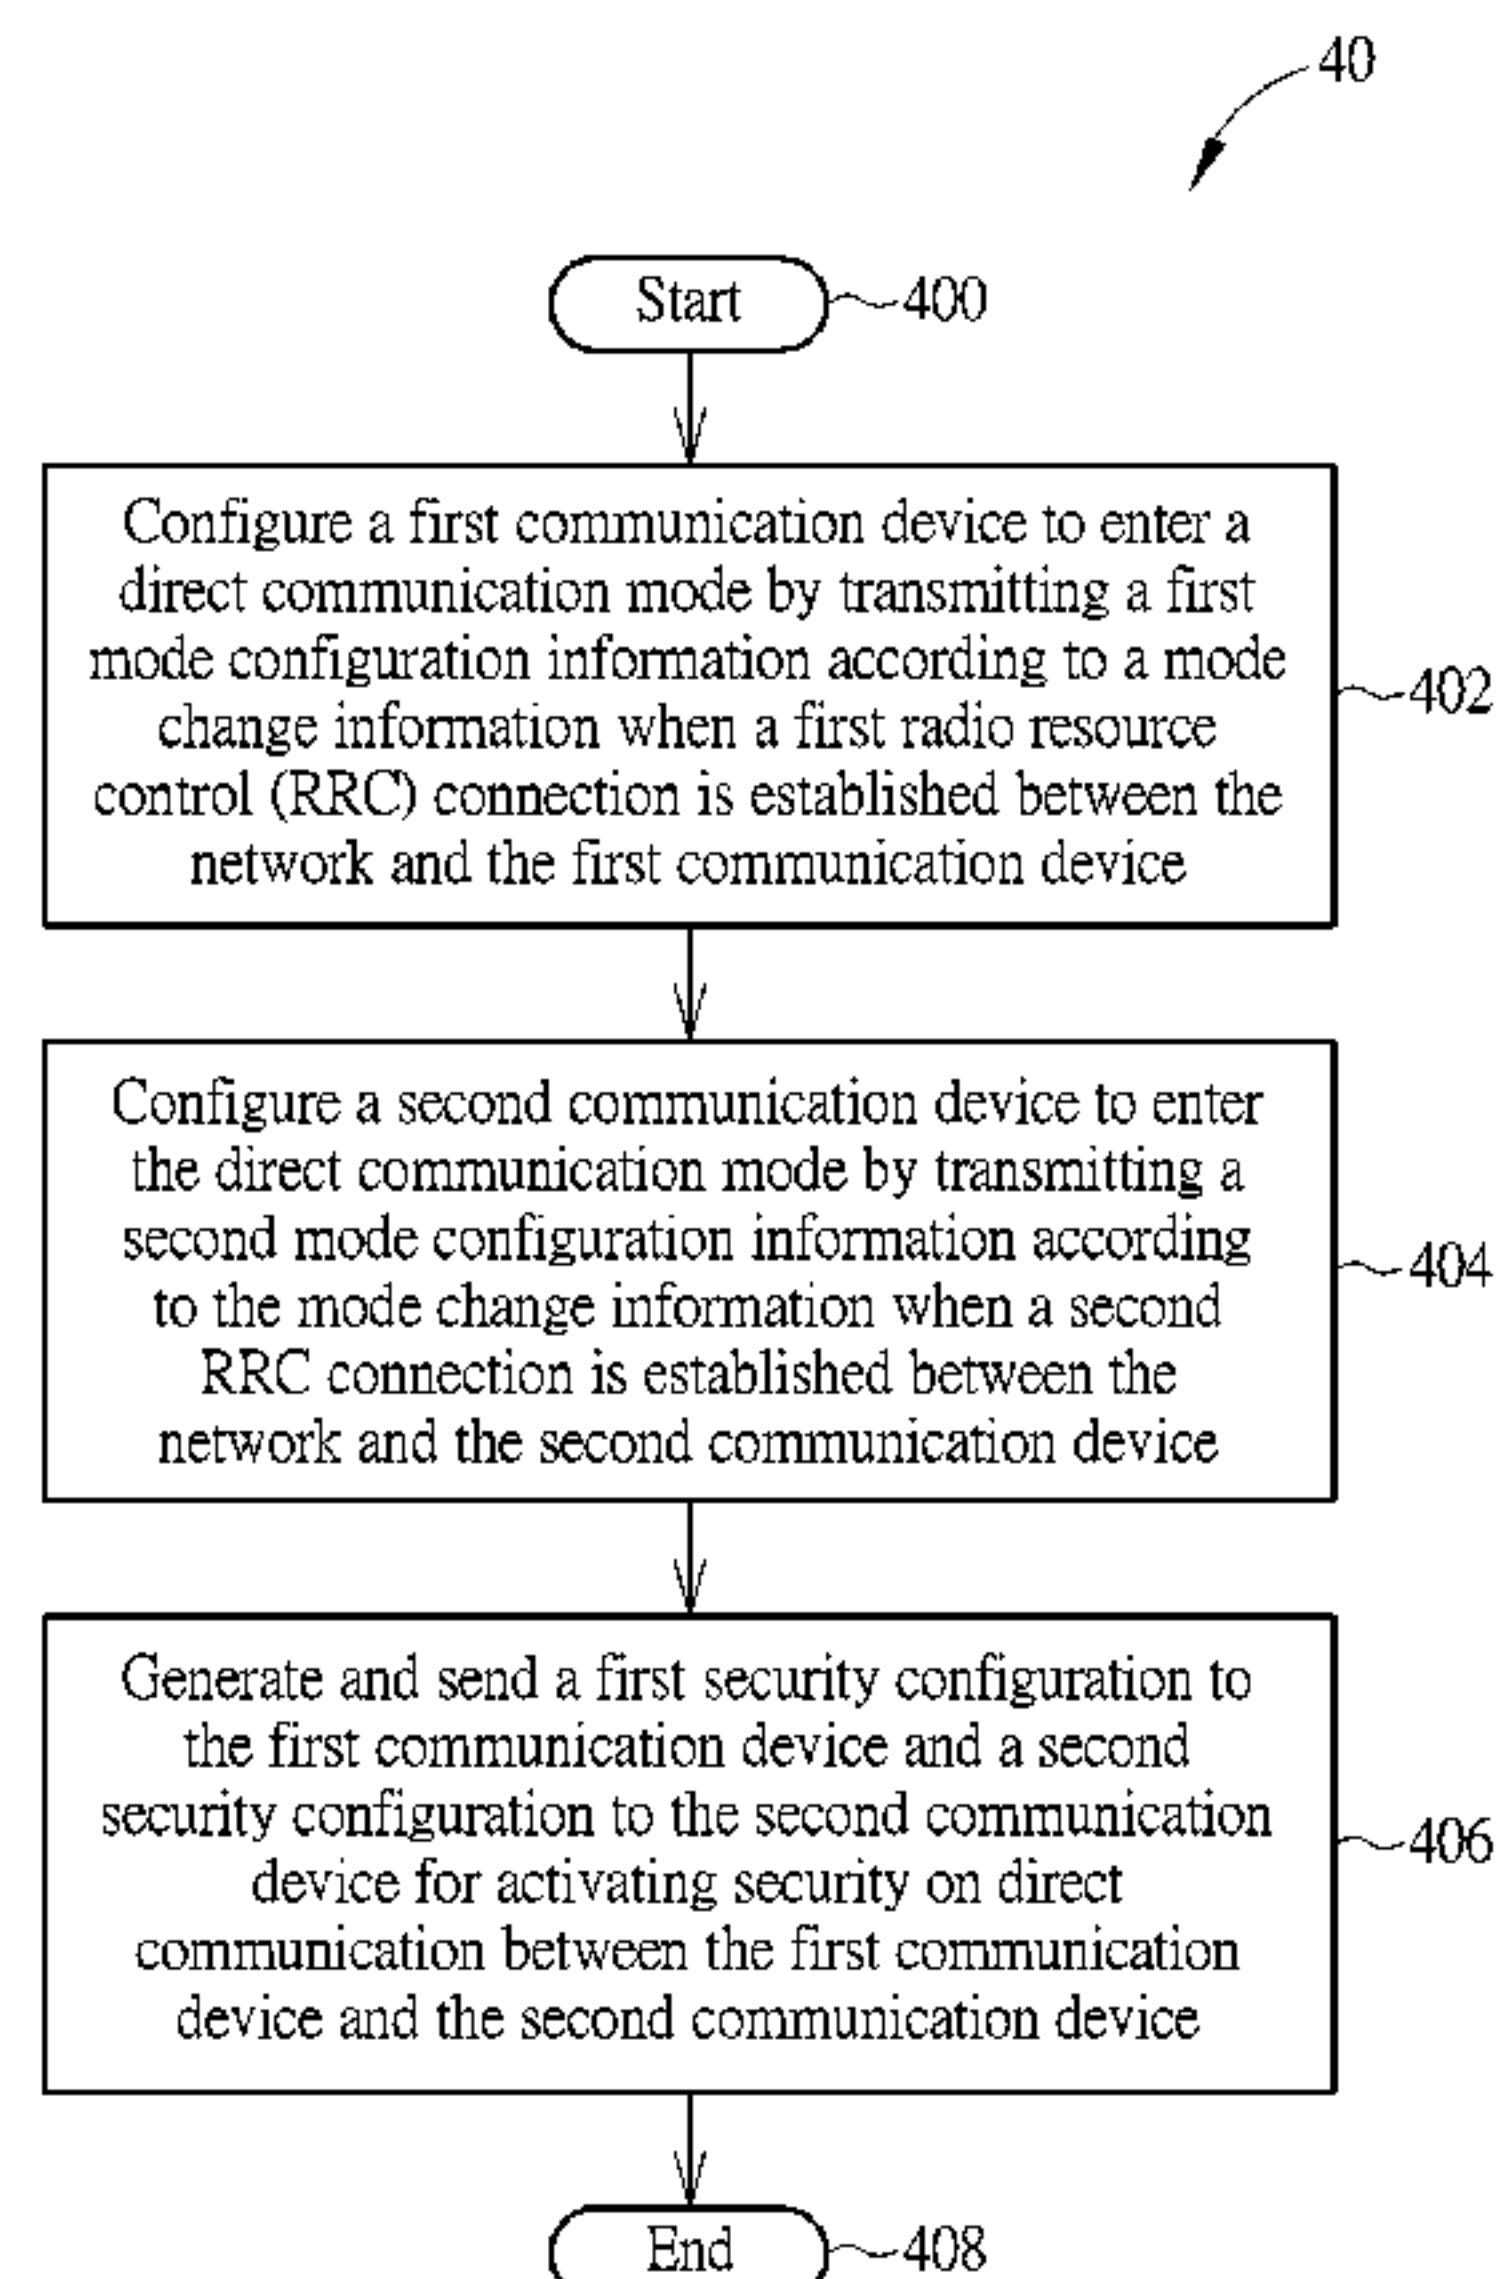 40
Start
400
Configure a first communication device to enter a
direct communication mode by transmitting a first
mode configuration information according to a mode
change information when a first radio resource
control (RRC) connection is established between the
network and the first communication device
402
Configure a second communication device to enter
the direct communication mode by transmitting a
second mode configuration information according
to the mode change information when a second
RRC connection is established between the
network and the second communication device
404
Generate and send a first security configuration to
the first communication device and a second
security configuration to the second communication
device for activating security on direct
communication between the first communication
device and the second communication device
406
End
408